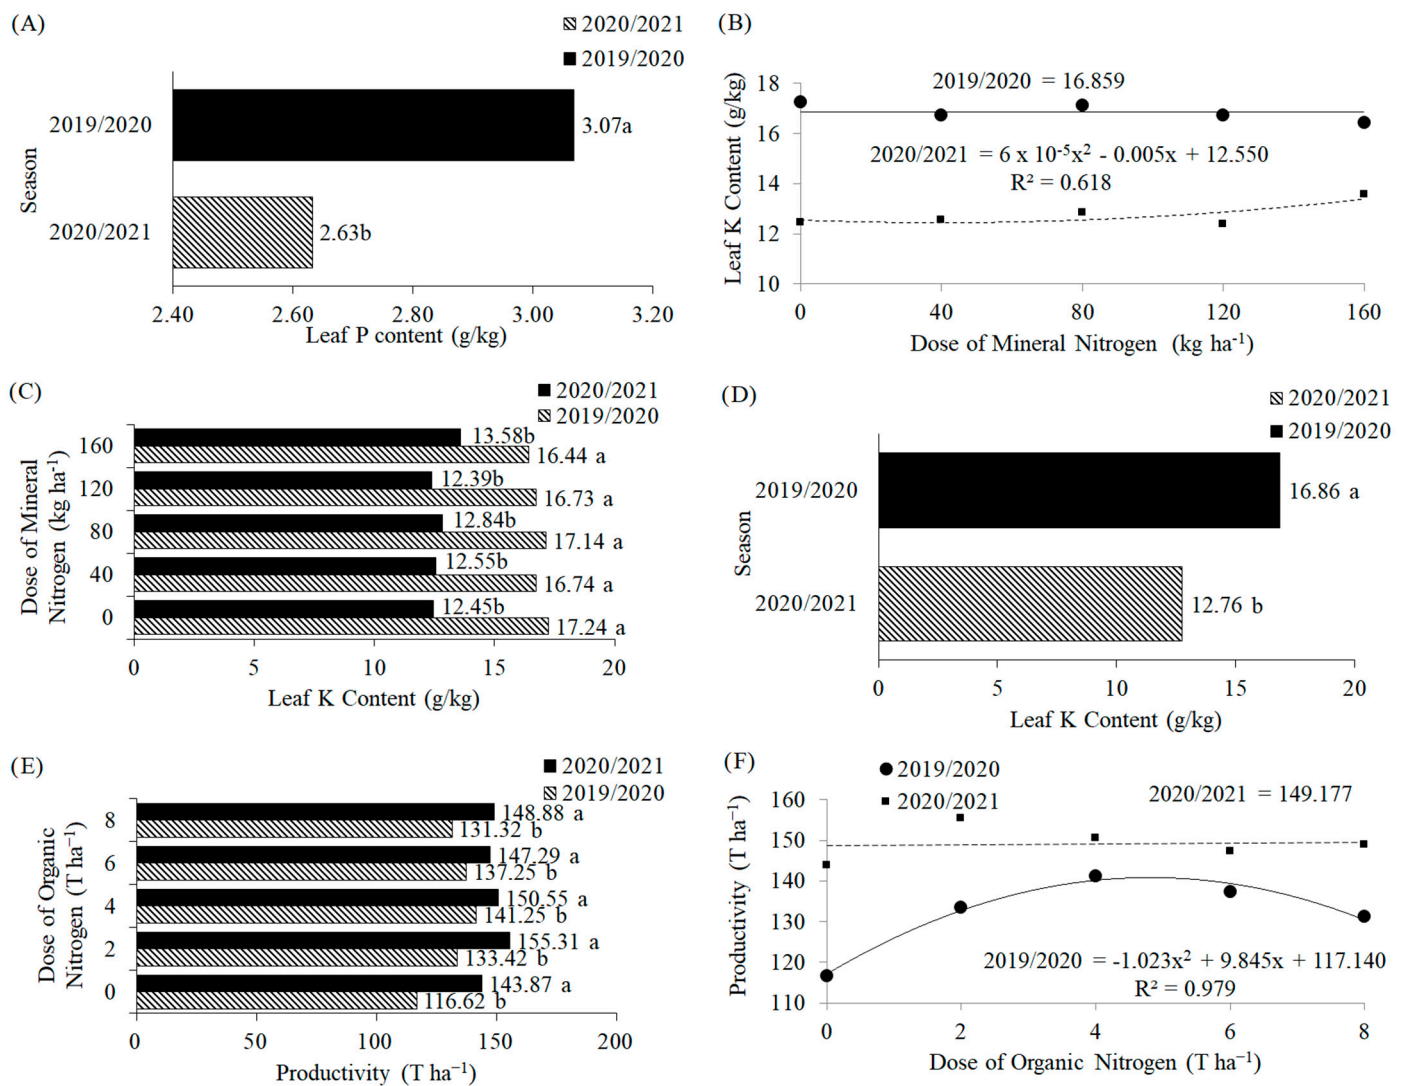 (A)
2020/2021
2019/2020
2019/2020
3.07a
Season
2020/2021
2.63b
2.40 2.60 2.80 3.00 3.20
Leaf P content (g/kg)
(B)
Leaf K Content (g/kg)
18
16
14
12
10
2019/2020 = 16.859
2020/2021 = 6 x 10⁻⁵x² - 0.005x + 12.550
R² = 0.618
0 40 80 120 160
Dose of Mineral Nitrogen (kg ha⁻¹)
(C)
2020/2021
2019/2020
Dose of Mineral
Nitrogen (kg ha⁻¹)
160
13.58b
16.44 a
120
12.39b
16.73 a
80
12.84b
17.14 a
40
12.55b
16.74 a
0
12.45b
17.24 a
0 5 10 15 20
Leaf K Content (g/kg)
(D)
2020/2021
2019/2020
2019/2020
16.86 a
Season
2020/2021
12.76 b
0 5 10 15 20
Leaf K Content (g/kg)
(E)
2020/2021
2019/2020
Dose of Organic
Nitrogen (T ha⁻¹)
8
148.88 a
131.32 b
6
147.29 a
137.25 b
4
150.55 a
141.25 b
2
155.31 a
133.42 b
0
143.87 a
116.62 b
0 50 100 150 200
Productivity (T ha⁻¹)
(F)
2019/2020
2020/2021
2020/2021 = 149.177
Productivity (T ha⁻¹)
160
150
140
130
120
110
2019/2020 = -1.023x² + 9.845x + 117.140
R² = 0.979
0 2 4 6 8
Dose of Organic Nitrogen (T ha⁻¹)